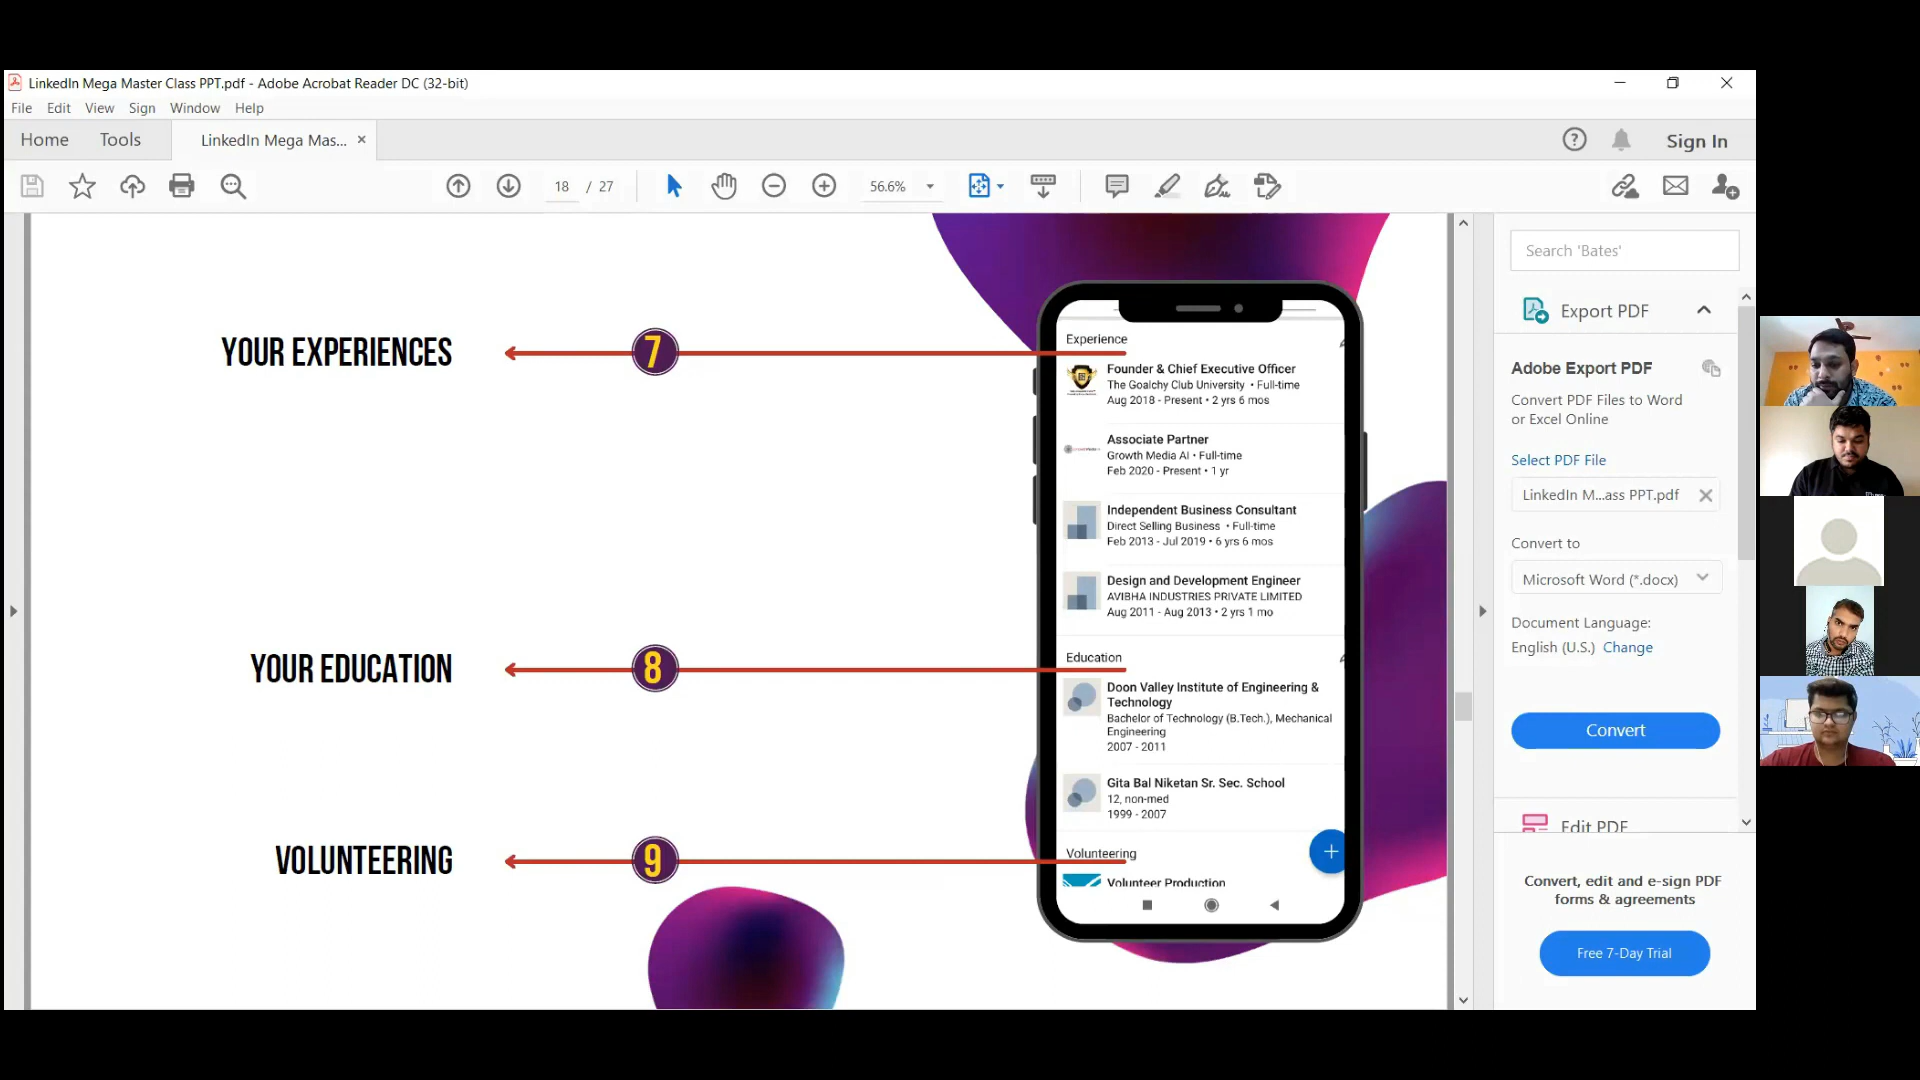 LinkedIn Mega Master Class PPT.pdf - Adobe Acrobat Reader DC (32-bit)
File Edit View Sign Window Help
Home Tools LinkedIn Mega Mas... × Sign In
18 / 27 56.6%
YOUR EXPERIENCES
7
YOUR EDUCATION
8
VOLUNTEERING
9
Experience
Founder & Chief Executive Officer
The Goalchy Club University • Full-time
Aug 2018 - Present • 2 yrs 6 mos
Associate Partner
Growth Media AI • Full-time
Feb 2020 - Present • 1 yr
Independent Business Consultant
Direct Selling Business • Full-time
Feb 2013 - Jul 2019 • 6 yrs 6 mos
Design and Development Engineer
AVIBHA INDUSTRIES PRIVATE LIMITED
Aug 2011 - Aug 2013 • 2 yrs 1 mo
Education
Doon Valley Institute of Engineering &
Technology
Bachelor of Technology (B.Tech.), Mechanical
Engineering
2007 - 2011
Gita Bal Niketan Sr. Sec. School
12, non-med
1999 - 2007
Volunteering
Volunteer Production
Search 'Bates'
Export PDF
Adobe Export PDF
Convert PDF Files to Word
or Excel Online
Select PDF File
LinkedIn M...ass PPT.pdf
Convert to
Microsoft Word (*.docx)
Document Language:
English (U.S.) Change
Convert
Edit PDF
Convert, edit and e-sign PDF
forms & agreements
Free 7-Day Trial